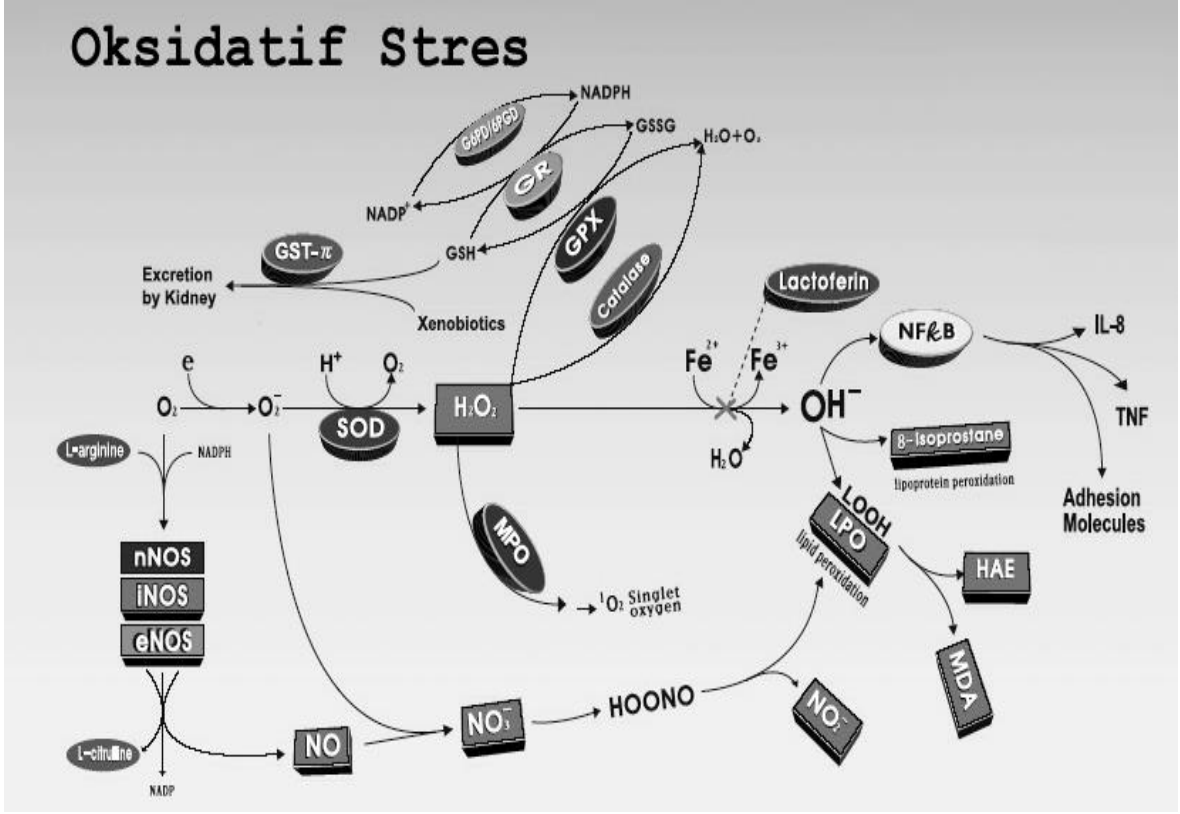 Oksidatif Stres
NADPH
G6PD/6PGD
GSSG
H₂O+O₂
GR
NADP⁺
GPX
GSH
GST-π
Catalase
Excretion
by Kidney
Xenobiotics
Lactoferin
NFkB
IL-8
TNF
Adhesion
Molecules
e
H⁺
O₂
Fe²⁺
Fe³⁺
O₂
O₂⁻
SOD
H₂O₂
OH⁻
H₂O
8-Isoprostane
lipoprotein peroxidation
L-arginine
NADPH
LOOH
LPO
lipid peroxidation
HAE
MDA
MPO
¹O₂ Singlet
oxygen
nNOS
iNOS
eNOS
NO
NO₃⁻
HOONO
NO₂⁻
L-citrulline
NADP